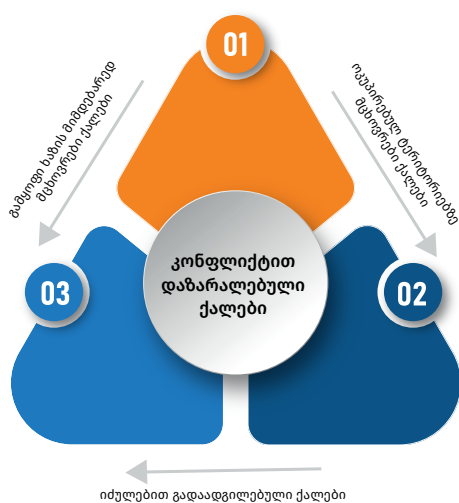 01
გამყოფი ხაზის მიმდებარედ
მცხოვრები ქალები
ოკუპირებულ ტერიტორიებზე
მცხოვრები ქალები
კონფლიქტით
დაზარალებული
ქალები
03
02
იძულებით გადაადგილებული ქალები